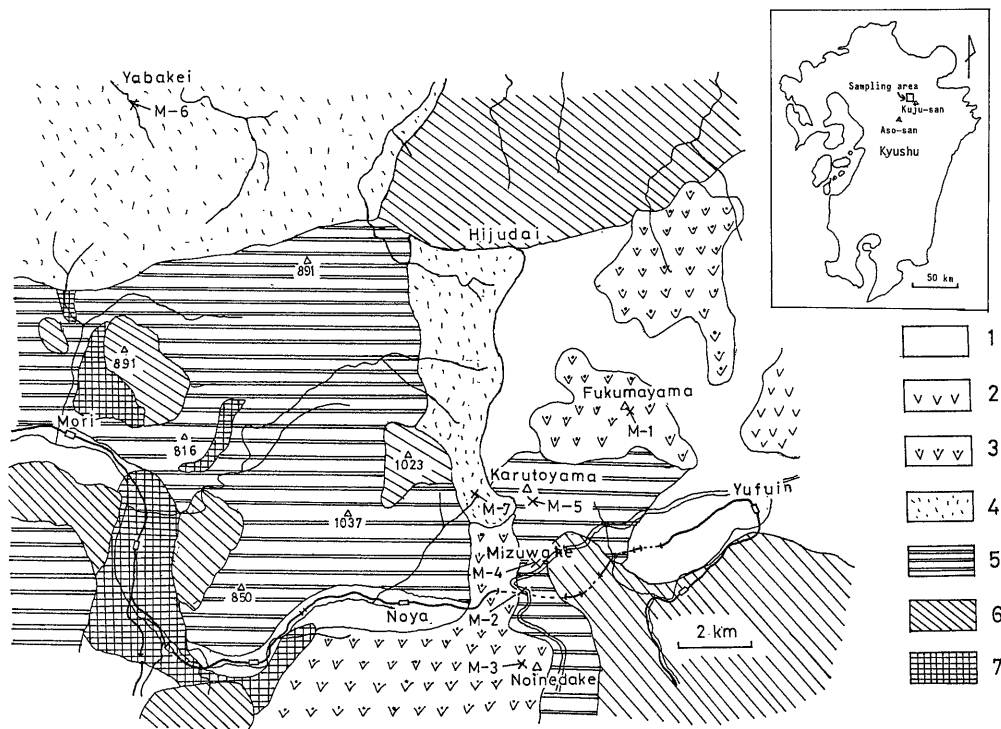 Yabakei
M-6
Sampling area
Kuju-san
Aso-san
Kyushu
50 km
Hijudai
891
1
891
2
Fukumayama
M-1
3
Mori
816
1023
Karutoyama
M-5
Yufuin
M-7
4
1037
Mizuwake
M-4
5
850
Noya
M-2
6
2 km
M-3
Noinedake
7